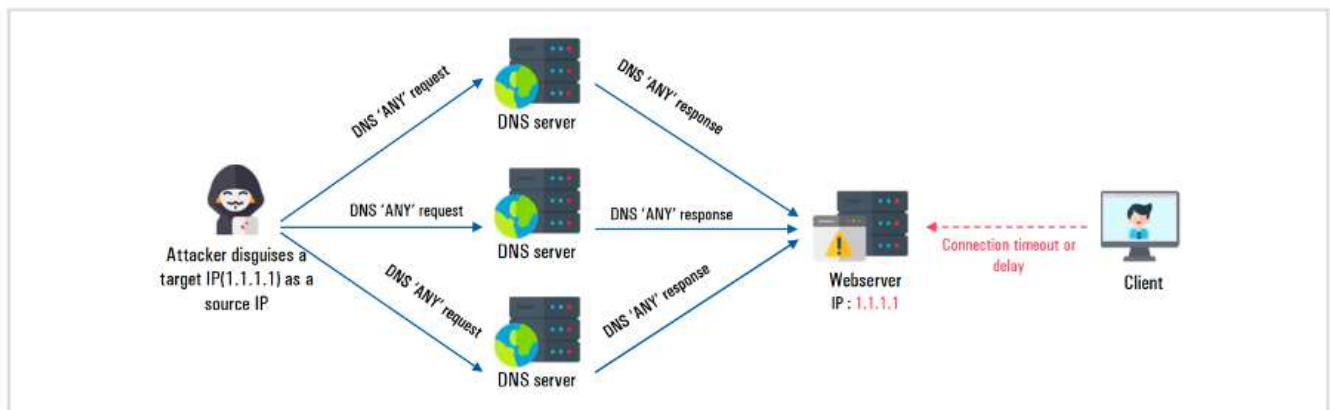 DNS 'ANY' request
DNS server
DNS 'ANY' response
DNS 'ANY' request
DNS server
DNS 'ANY' response
Attacker disguises a
target IP(1.1.1.1) as a
source IP
DNS 'ANY' request
DNS server
DNS 'ANY' response
Webserver
IP : 1.1.1.1
Connection timeout or
delay
Client